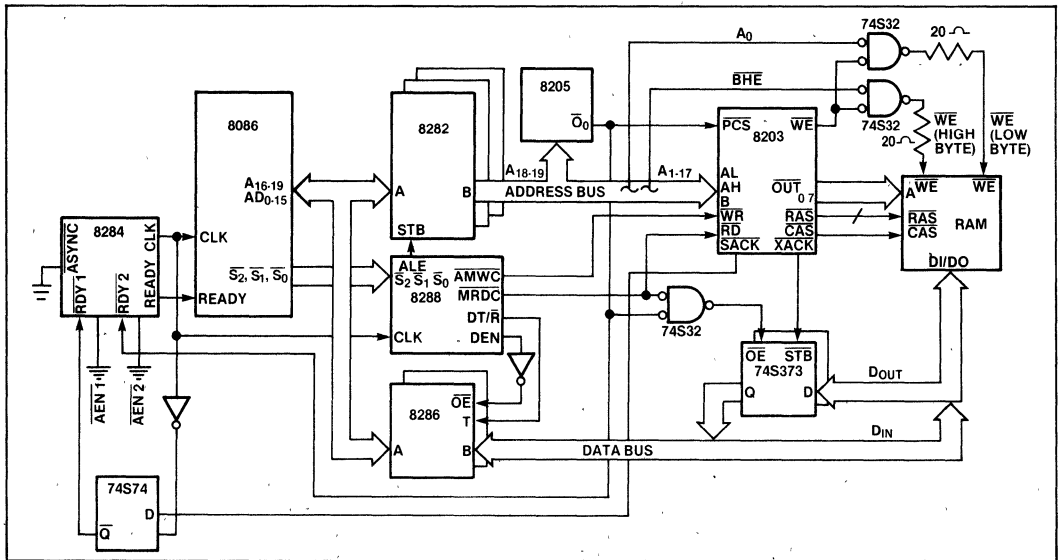 74S32
20
A0
BHE
74S32
20
WE
(HIGH
BYTE)
WE
(LOW
BYTE)
8205
O0
8086
A16-19
AD0-15
CLK
S2, S1, S0
READY
8282
A
B
STB
A18-19
ADDRESS BUS
A1-17
PCS
WE
8203
AL
AH
B
OUT
0 7
WR
RD
RAS
CAS
SACK
XACK
A
WE
WE
RAS
CAS
RAM
DI/DO
8284
ASYNC
CLK
RDY 1
RDY 2
READY
AEN 1
AEN 2
ALE
S2 S1 S0
8288
AMWC
MRDC
DT/R
DEN
CLK
74S32
OE
STB
74S373
Q
D
DOUT
8286
OE
T
A
B
DIN
DATA BUS
74S74
D
Q